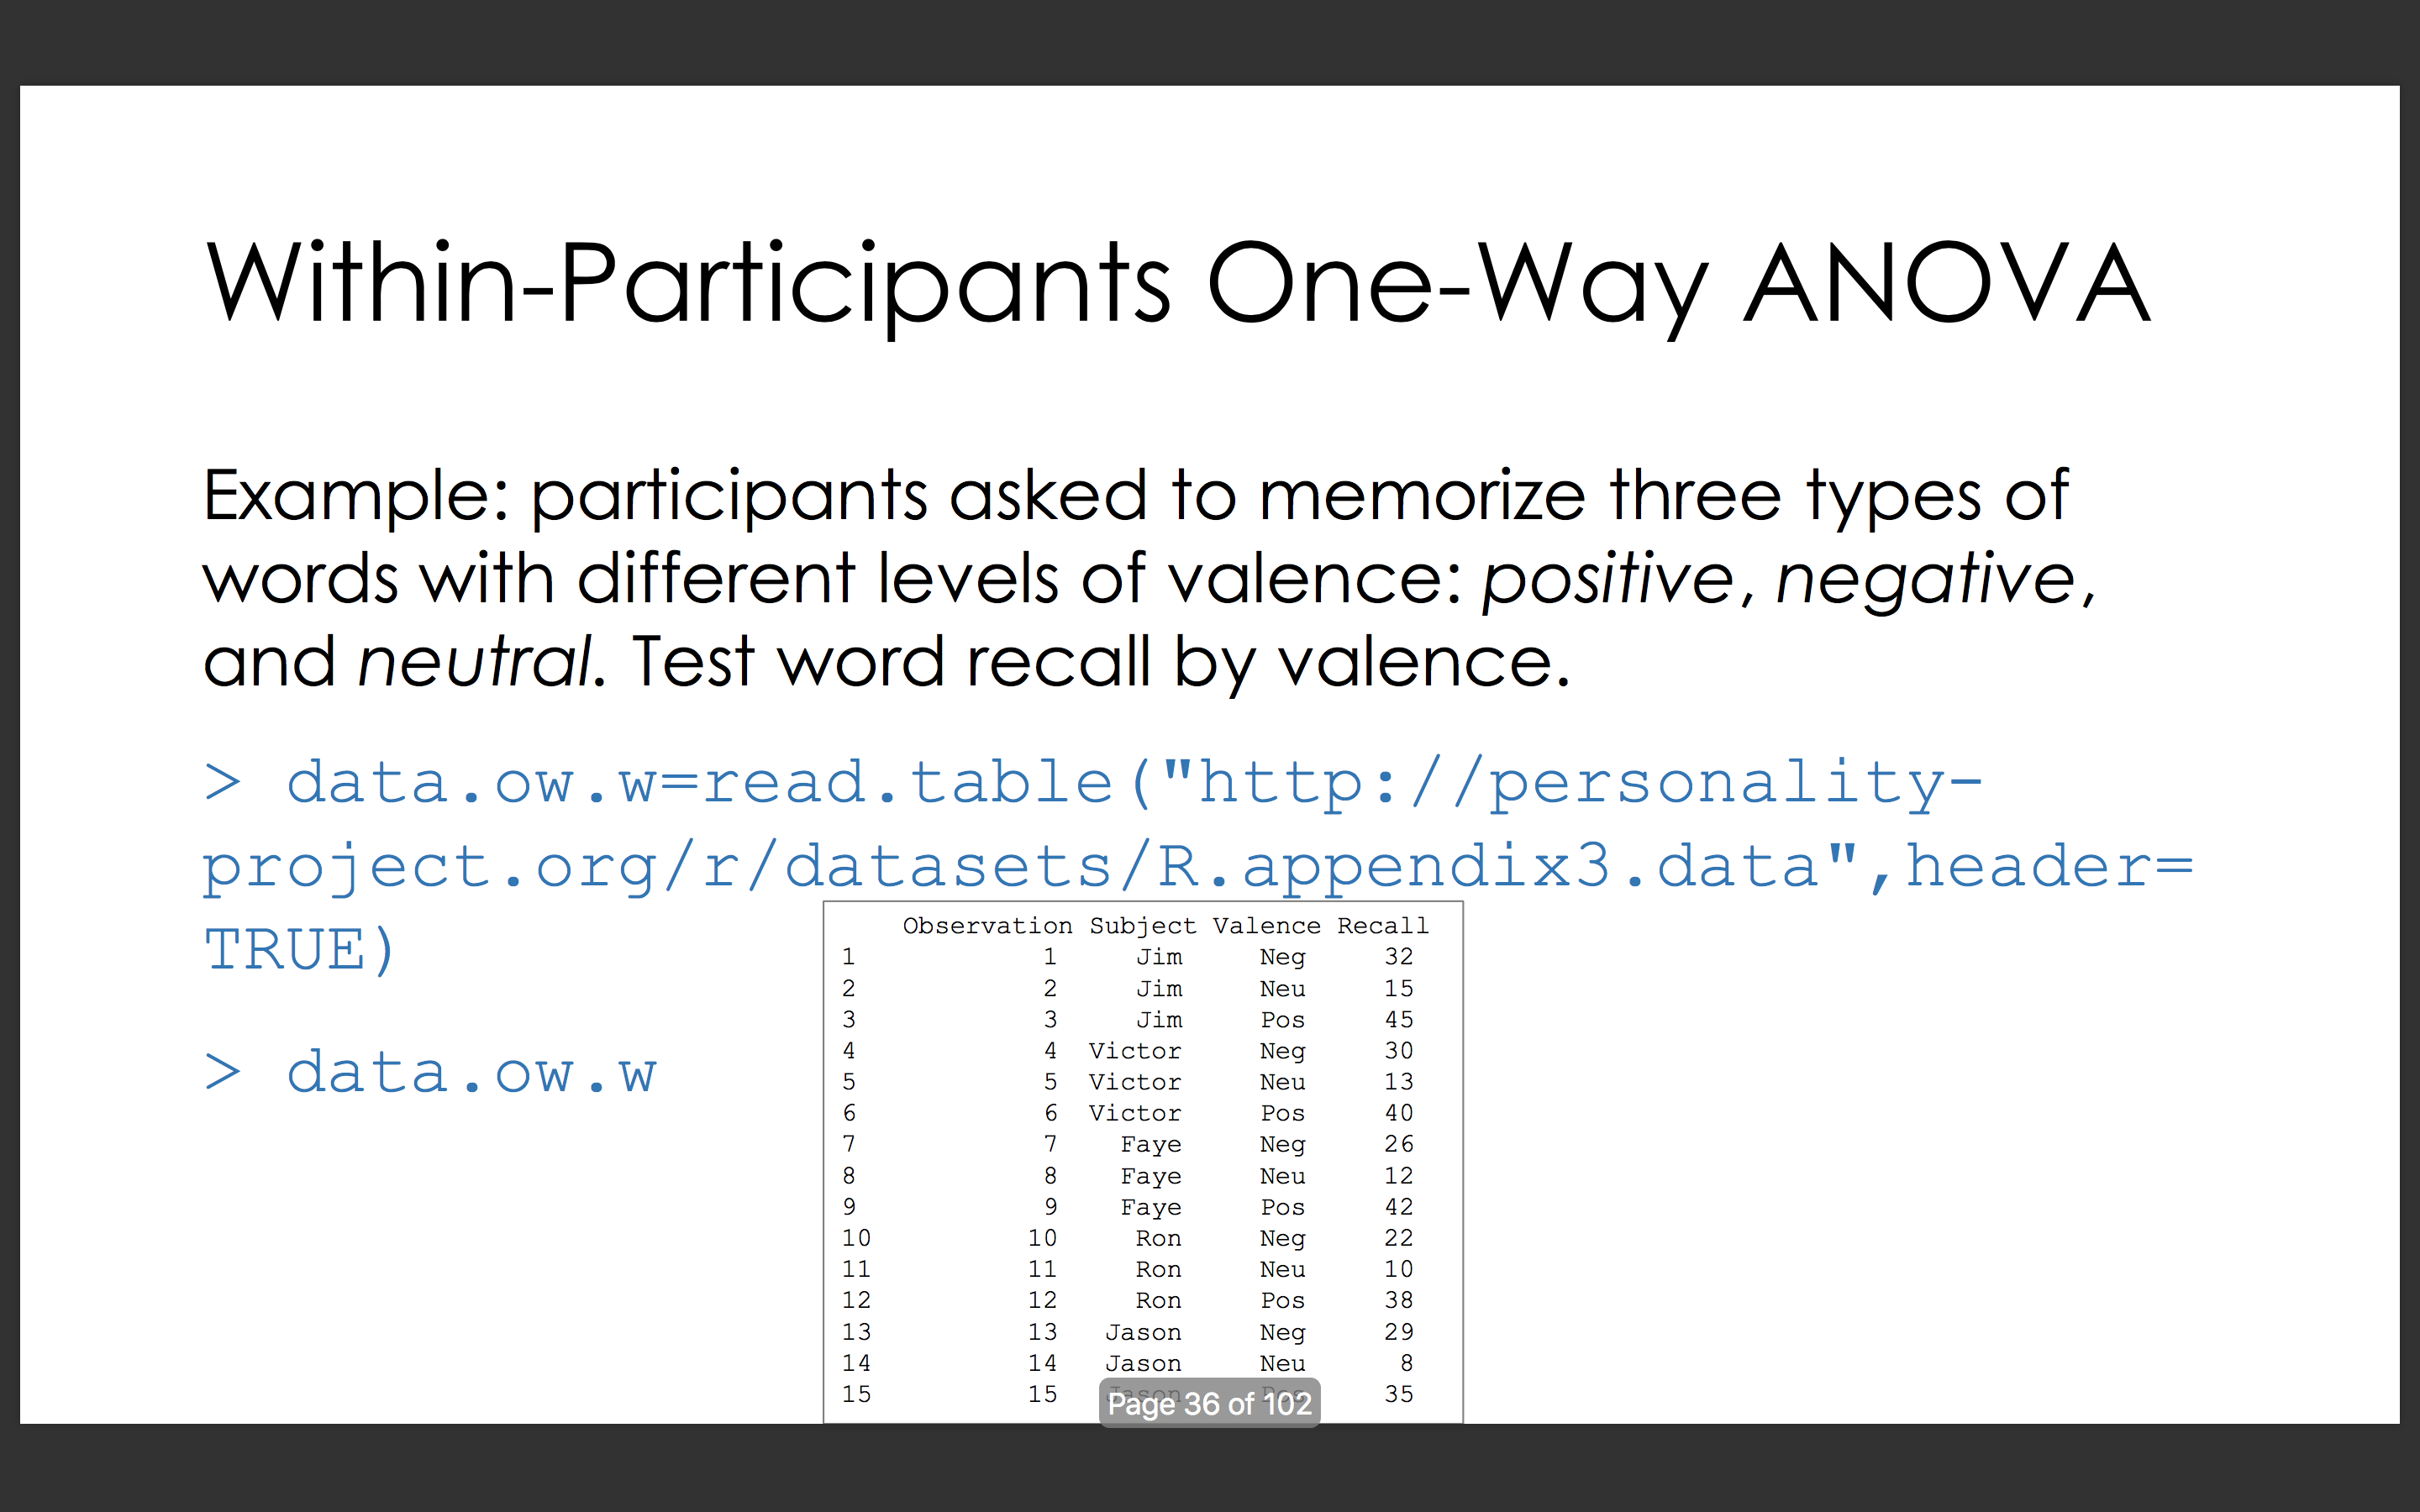 Within-Participants One-Way ANOVA
Example: participants asked to memorize three types of
words with different levels of valence: positive, negative,
and neutral. Test word recall by valence.
> data.ow.w=read.table("http://personality-
project.org/r/datasets/R.appendix3.data",header=
TRUE)
> data.ow.w
Observation Subject Valence Recall
1 1 Jim Neg 32
2 2 Jim Neu 15
3 3 Jim Pos 45
4 4 Victor Neg 30
5 5 Victor Neu 13
6 6 Victor Pos 40
7 7 Faye Neg 26
8 8 Faye Neu 12
9 9 Faye Pos 42
10 10 Ron Neg 22
11 11 Ron Neu 10
12 12 Ron Pos 38
13 13 Jason Neg 29
14 14 Jason Neu 8
15 15 Jason Pos 35
Page 36 of 102